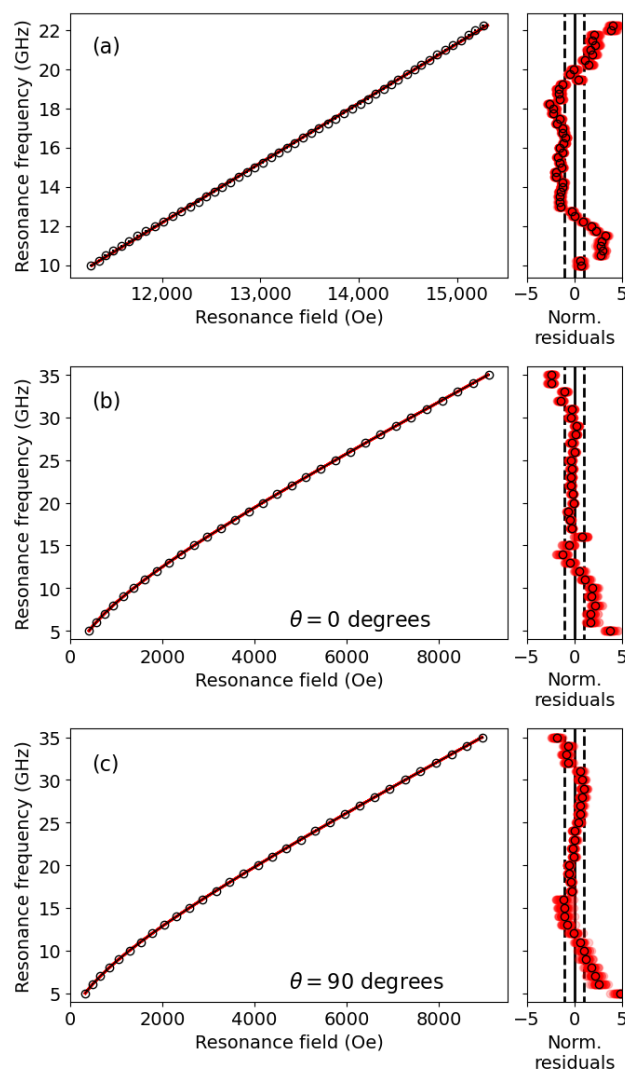 (a)
Resonance frequency (GHz)
22
20
18
16
14
12
10
12,000 13,000 14,000 15,000
Resonance field (Oe)
−5 0 5
Norm.
residuals
(b)
Resonance frequency (GHz)
35
30
25
20
15
10
5
θ = 0 degrees
0 2000 4000 6000 8000
Resonance field (Oe)
−5 0 5
Norm.
residuals
(c)
Resonance frequency (GHz)
35
30
25
20
15
10
5
θ = 90 degrees
0 2000 4000 6000 8000
Resonance field (Oe)
−5 0 5
Norm.
residuals